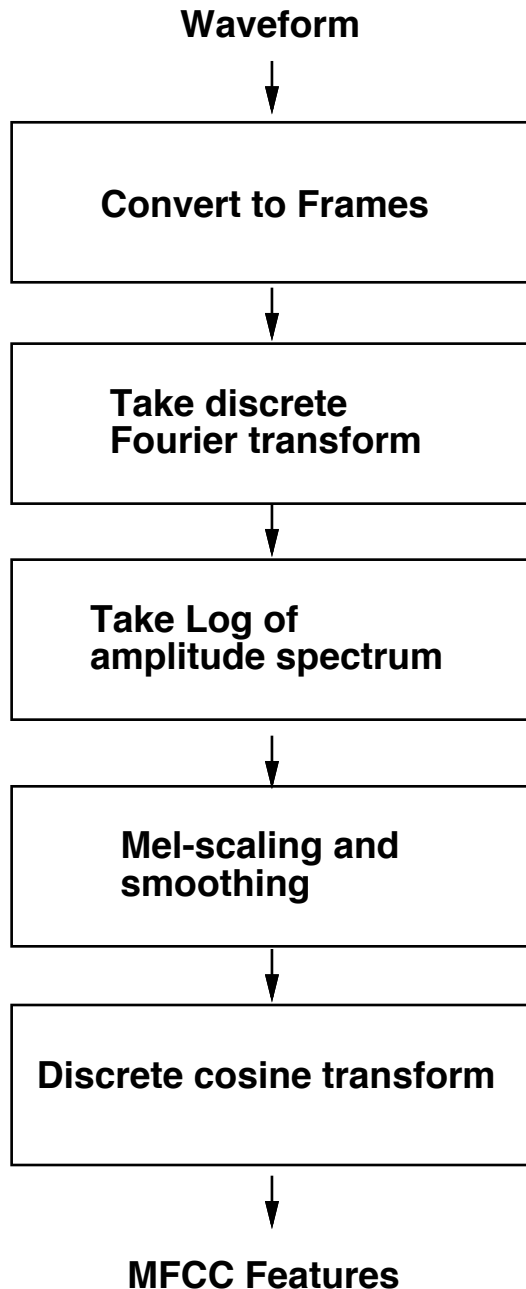 Waveform
Convert to Frames
Take discrete
Fourier transform
Take Log of
amplitude spectrum
Mel-scaling and
smoothing
Discrete cosine transform
MFCC Features